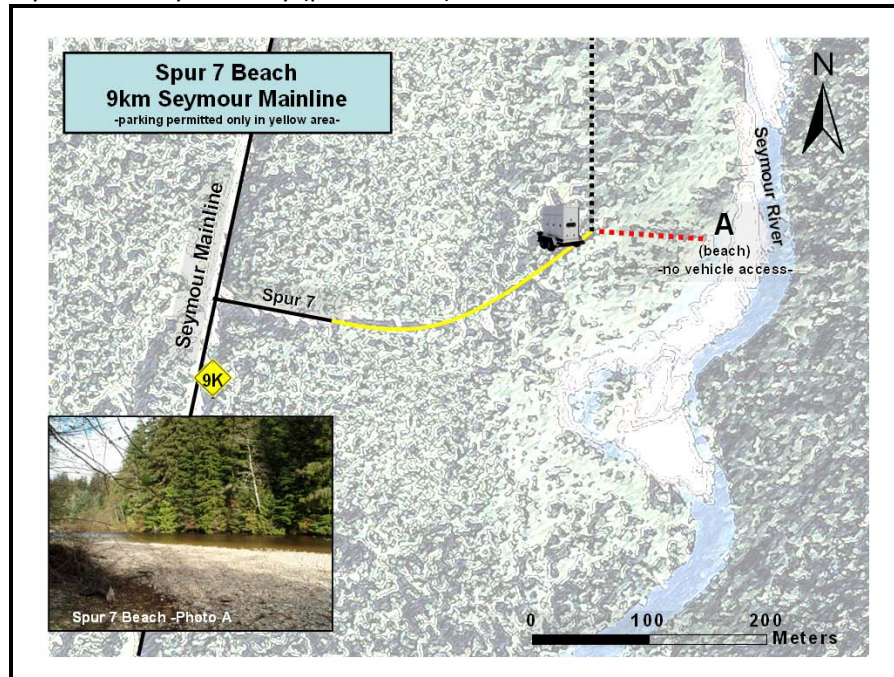 Spur 7 Beach
9km Seymour Mainline
-parking permitted only in yellow area-
N
Seymour River
Seymour Mainline
A
(beach)
-no vehicle access-
Spur 7
9K
Spur 7 Beach -Photo A
0 100 200
Meters